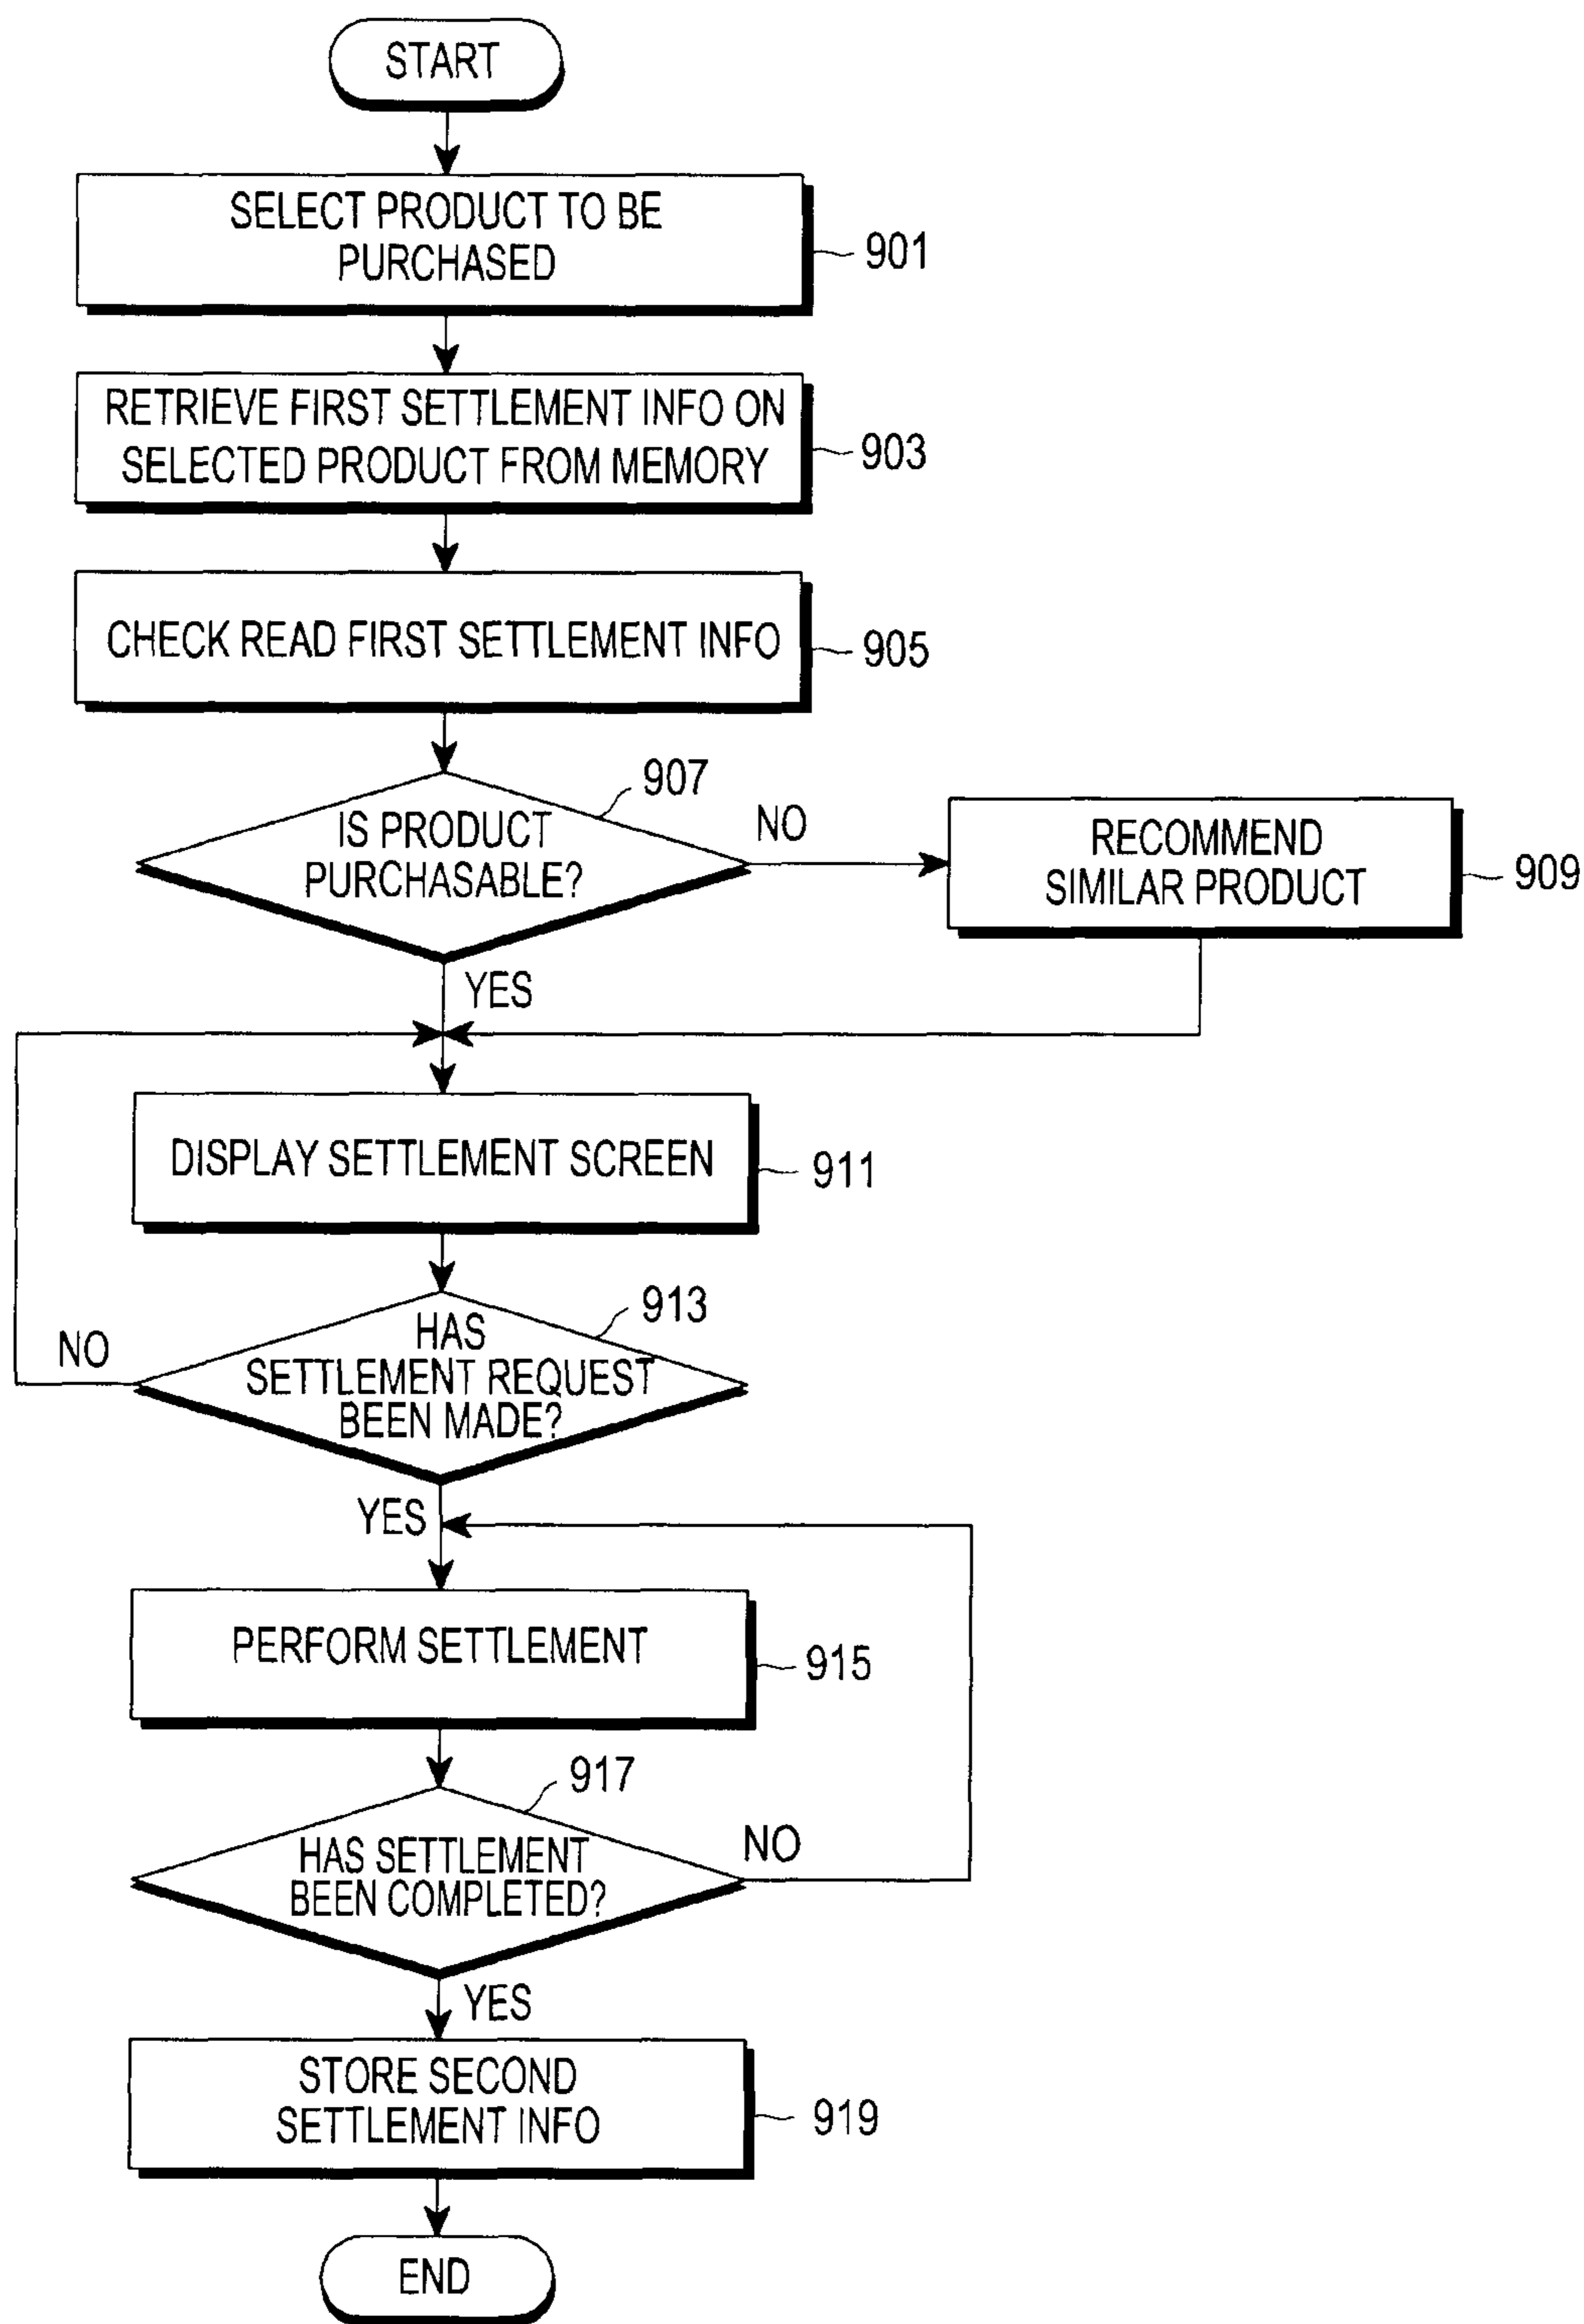 START
SELECT PRODUCT TO BE
PURCHASED
901
RETRIEVE FIRST SETTLEMENT INFO ON
SELECTED PRODUCT FROM MEMORY
903
CHECK READ FIRST SETTLEMENT INFO
905
907
IS PRODUCT
PURCHASABLE?
NO
RECOMMEND
SIMILAR PRODUCT
909
YES
DISPLAY SETTLEMENT SCREEN
911
913
HAS
SETTLEMENT REQUEST
BEEN MADE?
NO
YES
PERFORM SETTLEMENT
915
917
HAS SETTLEMENT
BEEN COMPLETED?
NO
YES
STORE SECOND
SETTLEMENT INFO
919
END